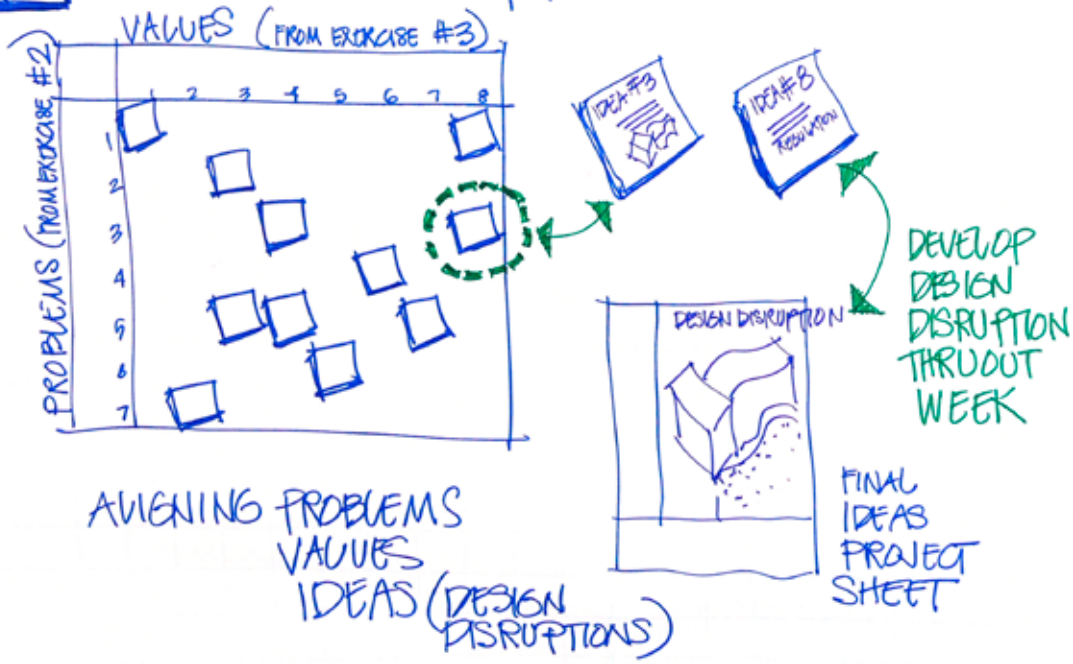 VALUES (FROM EXERCISE #3)
PROBLEMS (FROM EXERCISE #2)
1 2 3 4 5 6 7 8
1
2
3
4
5
6
7
IDEA #3
IDEA #8
REGULATION
DEVELOP
DESIGN
DISRUPTION
THRUOUT
WEEK
DESIGN DISRUPTION
FINAL
IDEAS
PROJECT
SHEET
ALIGNING PROBLEMS
VALUES
IDEAS (DESIGN
DISRUPTIONS)